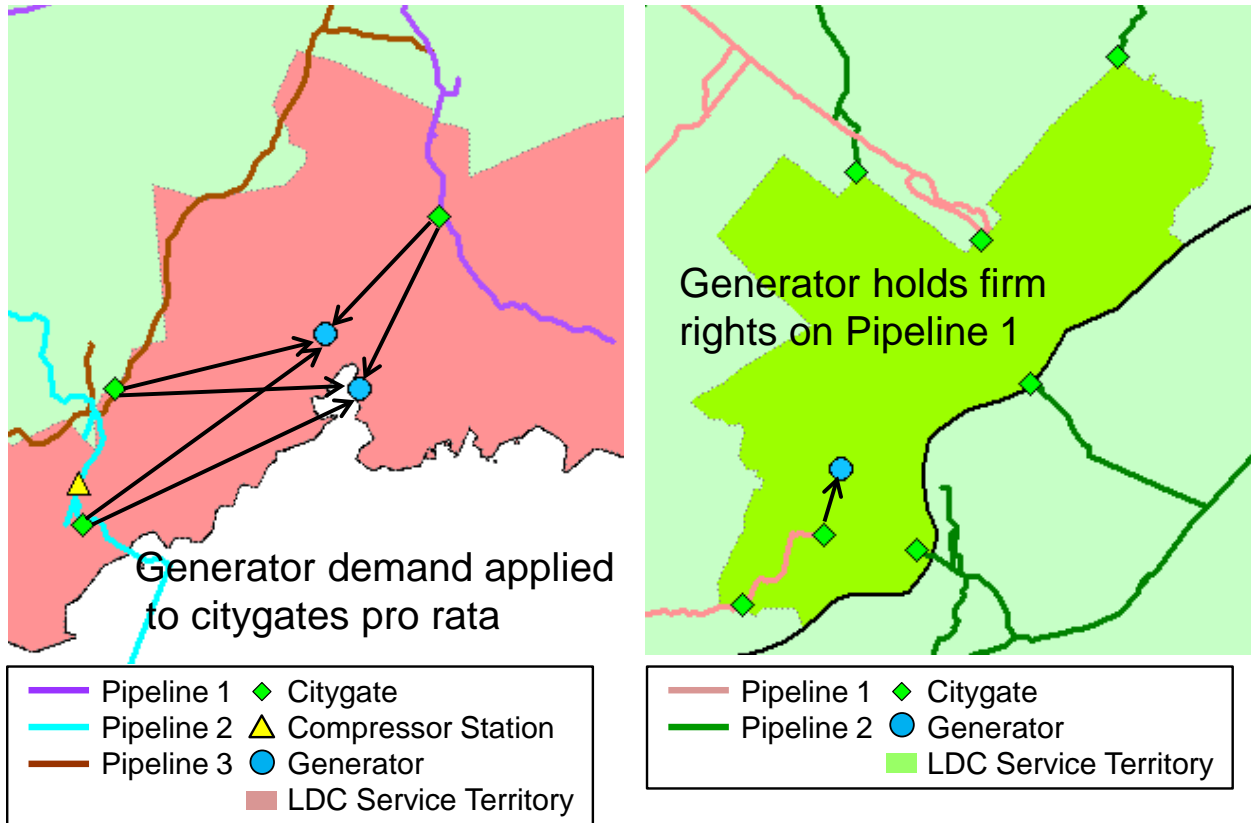 Generator demand applied
to citygates pro rata
Pipeline 1
Citygate
Pipeline 2
Compressor Station
Pipeline 3
Generator
LDC Service Territory
Generator holds firm
rights on Pipeline 1
Pipeline 1
Citygate
Pipeline 2
Generator
LDC Service Territory